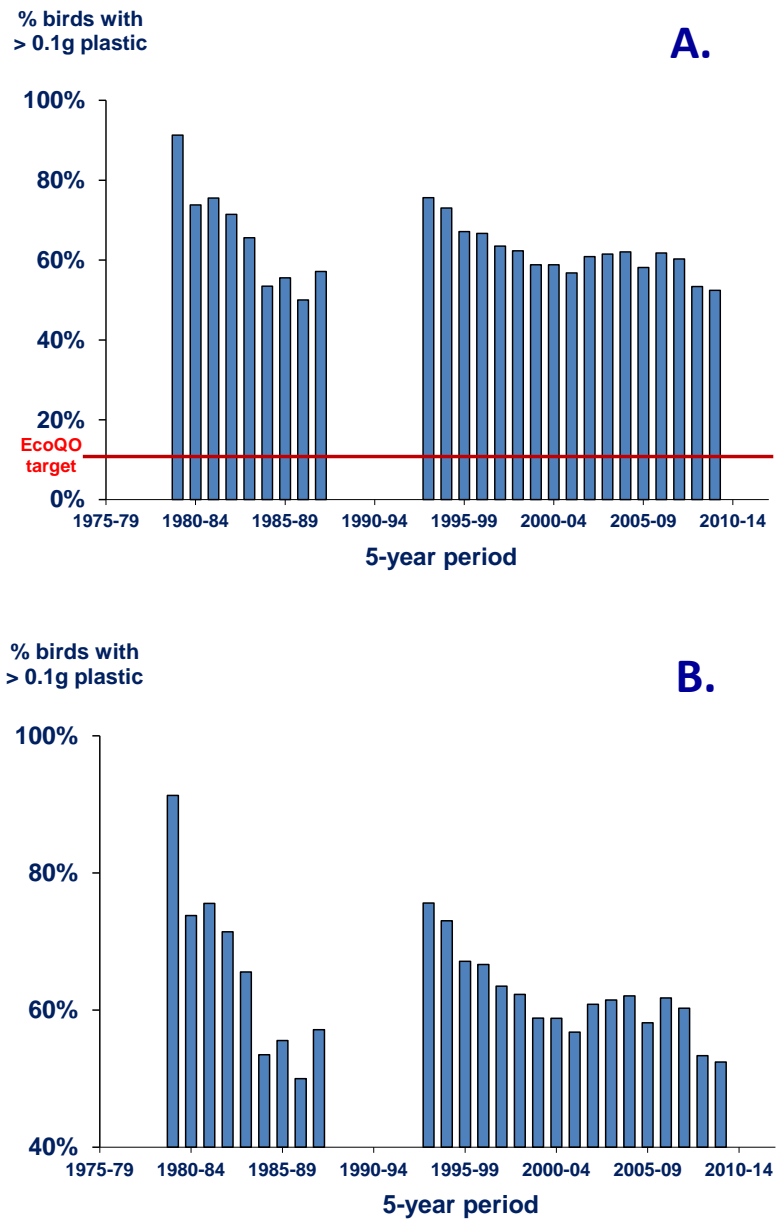 % birds with
> 0.1g plastic
A.
100%
80%
60%
40%
20%
EcoQO
target
0%
1975-79 1980-84 1985-89 1990-94 1995-99 2000-04 2005-09 2010-14
5-year period
% birds with
> 0.1g plastic
B.
100%
80%
60%
40%
1975-79 1980-84 1985-89 1990-94 1995-99 2000-04 2005-09 2010-14
5-year period